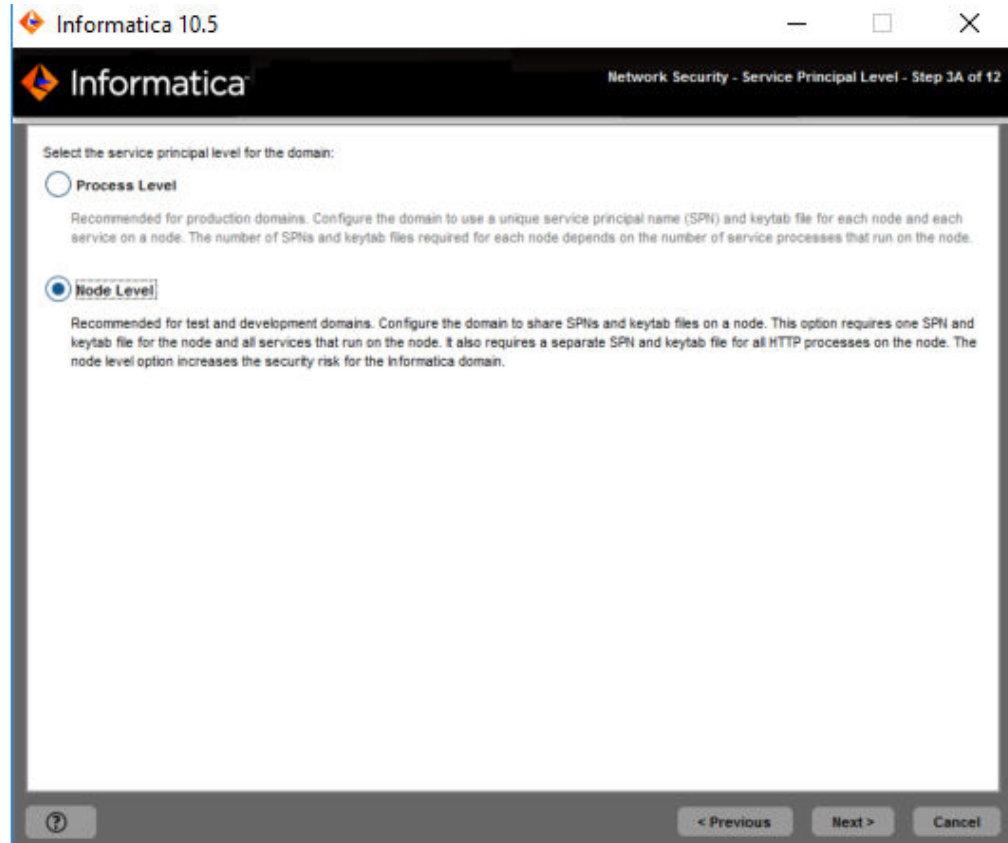 Informatica 10.5
Informatica
Network Security - Service Principal Level - Step 3A of 12
Select the service principal level for the domain:
Process Level
Recommended for production domains. Configure the domain to use a unique service principal name (SPN) and keytab file for each node and each
service on a node. The number of SPNs and keytab files required for each node depends on the number of service processes that run on the node.
Node Level
Recommended for test and development domains. Configure the domain to share SPNs and keytab files on a node. This option requires one SPN and
keytab file for the node and all services that run on the node. It also requires a separate SPN and keytab file for all HTTP processes on the node. The
node level option increases the security risk for the Informatica domain.
?
< Previous
Next >
Cancel